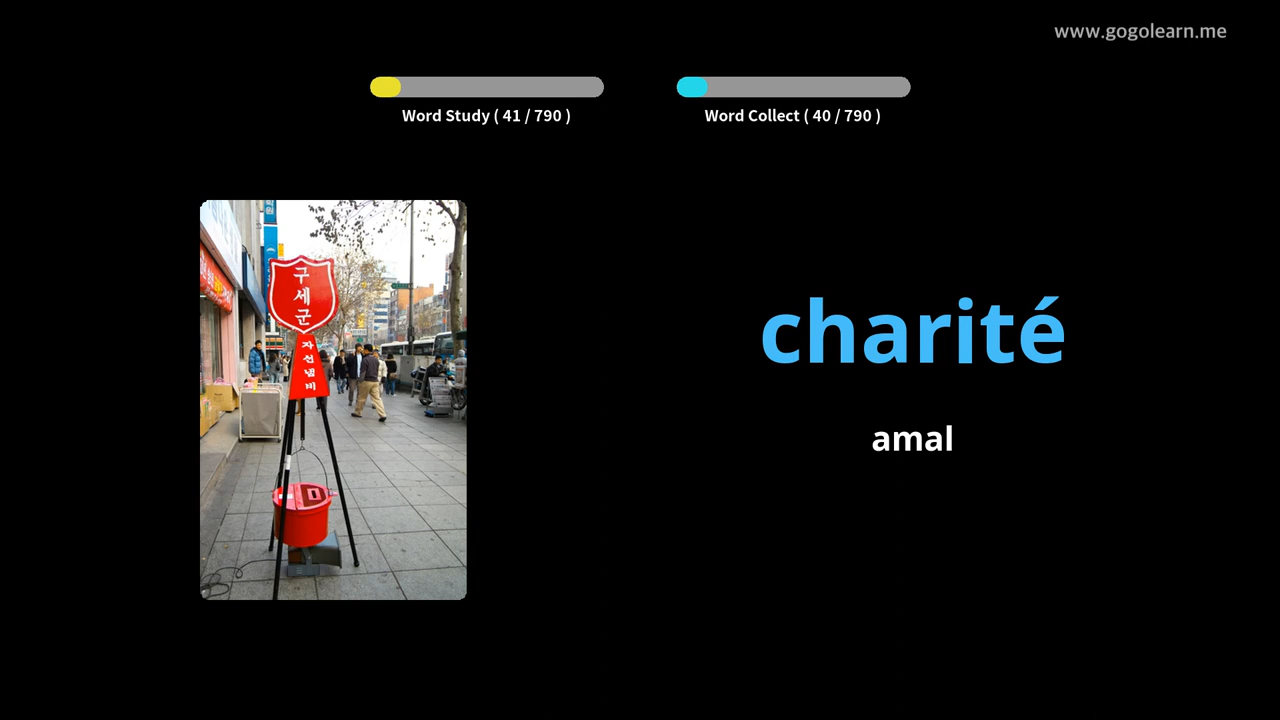 www.gogolearn.me
Word Study ( 41 / 790 )
Word Collect ( 40 / 790 )
구세군
자선냄비
charité
amal